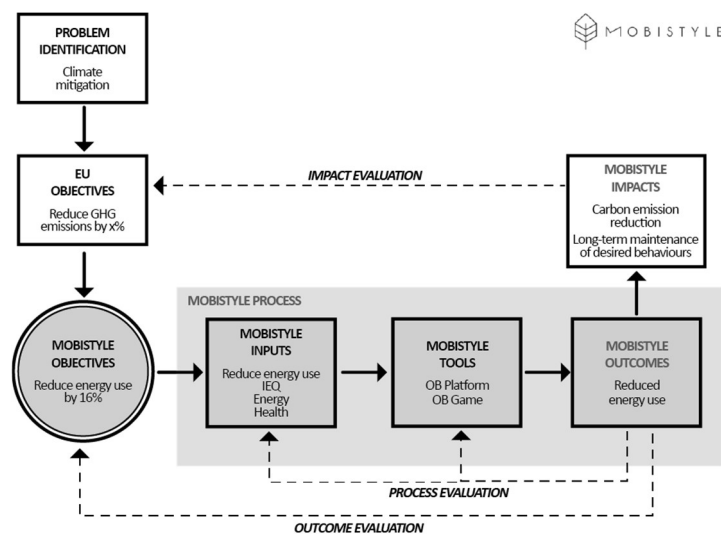 PROBLEM
IDENTIFICATION
Climate
mitigation
MOBISTYLE
EU
OBJECTIVES
Reduce GHG
emissions by x%
IMPACT EVALUATION
MOBISTYLE
IMPACTS
Carbon emission
reduction
Long-term maintenance
of desired behaviours
MOBISTYLE PROCESS
MOBISTYLE
OBJECTIVES
Reduce energy use
by 16%
MOBISTYLE
INPUTS
Reduce energy use
IEQ
Energy
Health
MOBISTYLE
TOOLS
OB Platform
OB Game
MOBISTYLE
OUTCOMES
Reduced
energy use
PROCESS EVALUATION
OUTCOME EVALUATION